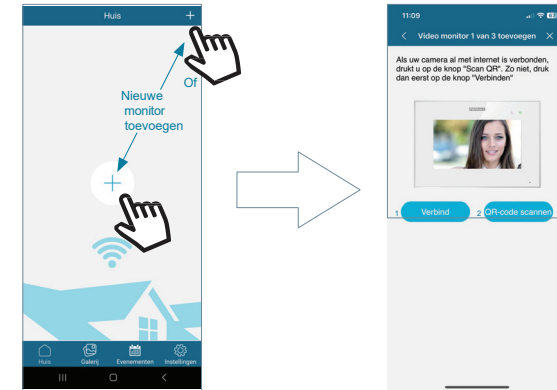 Huis
+
Of
Nieuwe
monitor
toevoegen
Huis
Galerij
Evenementen
Instellingen
11:09
Video monitor 1 van 3 toevoegen
Als uw camera al met internet is verbonden,
drukt u op de knop "Scan QR". Zo niet, druk
dan eerst op de knop "Verbinden"
1 Verbind
2 QR-code scannen